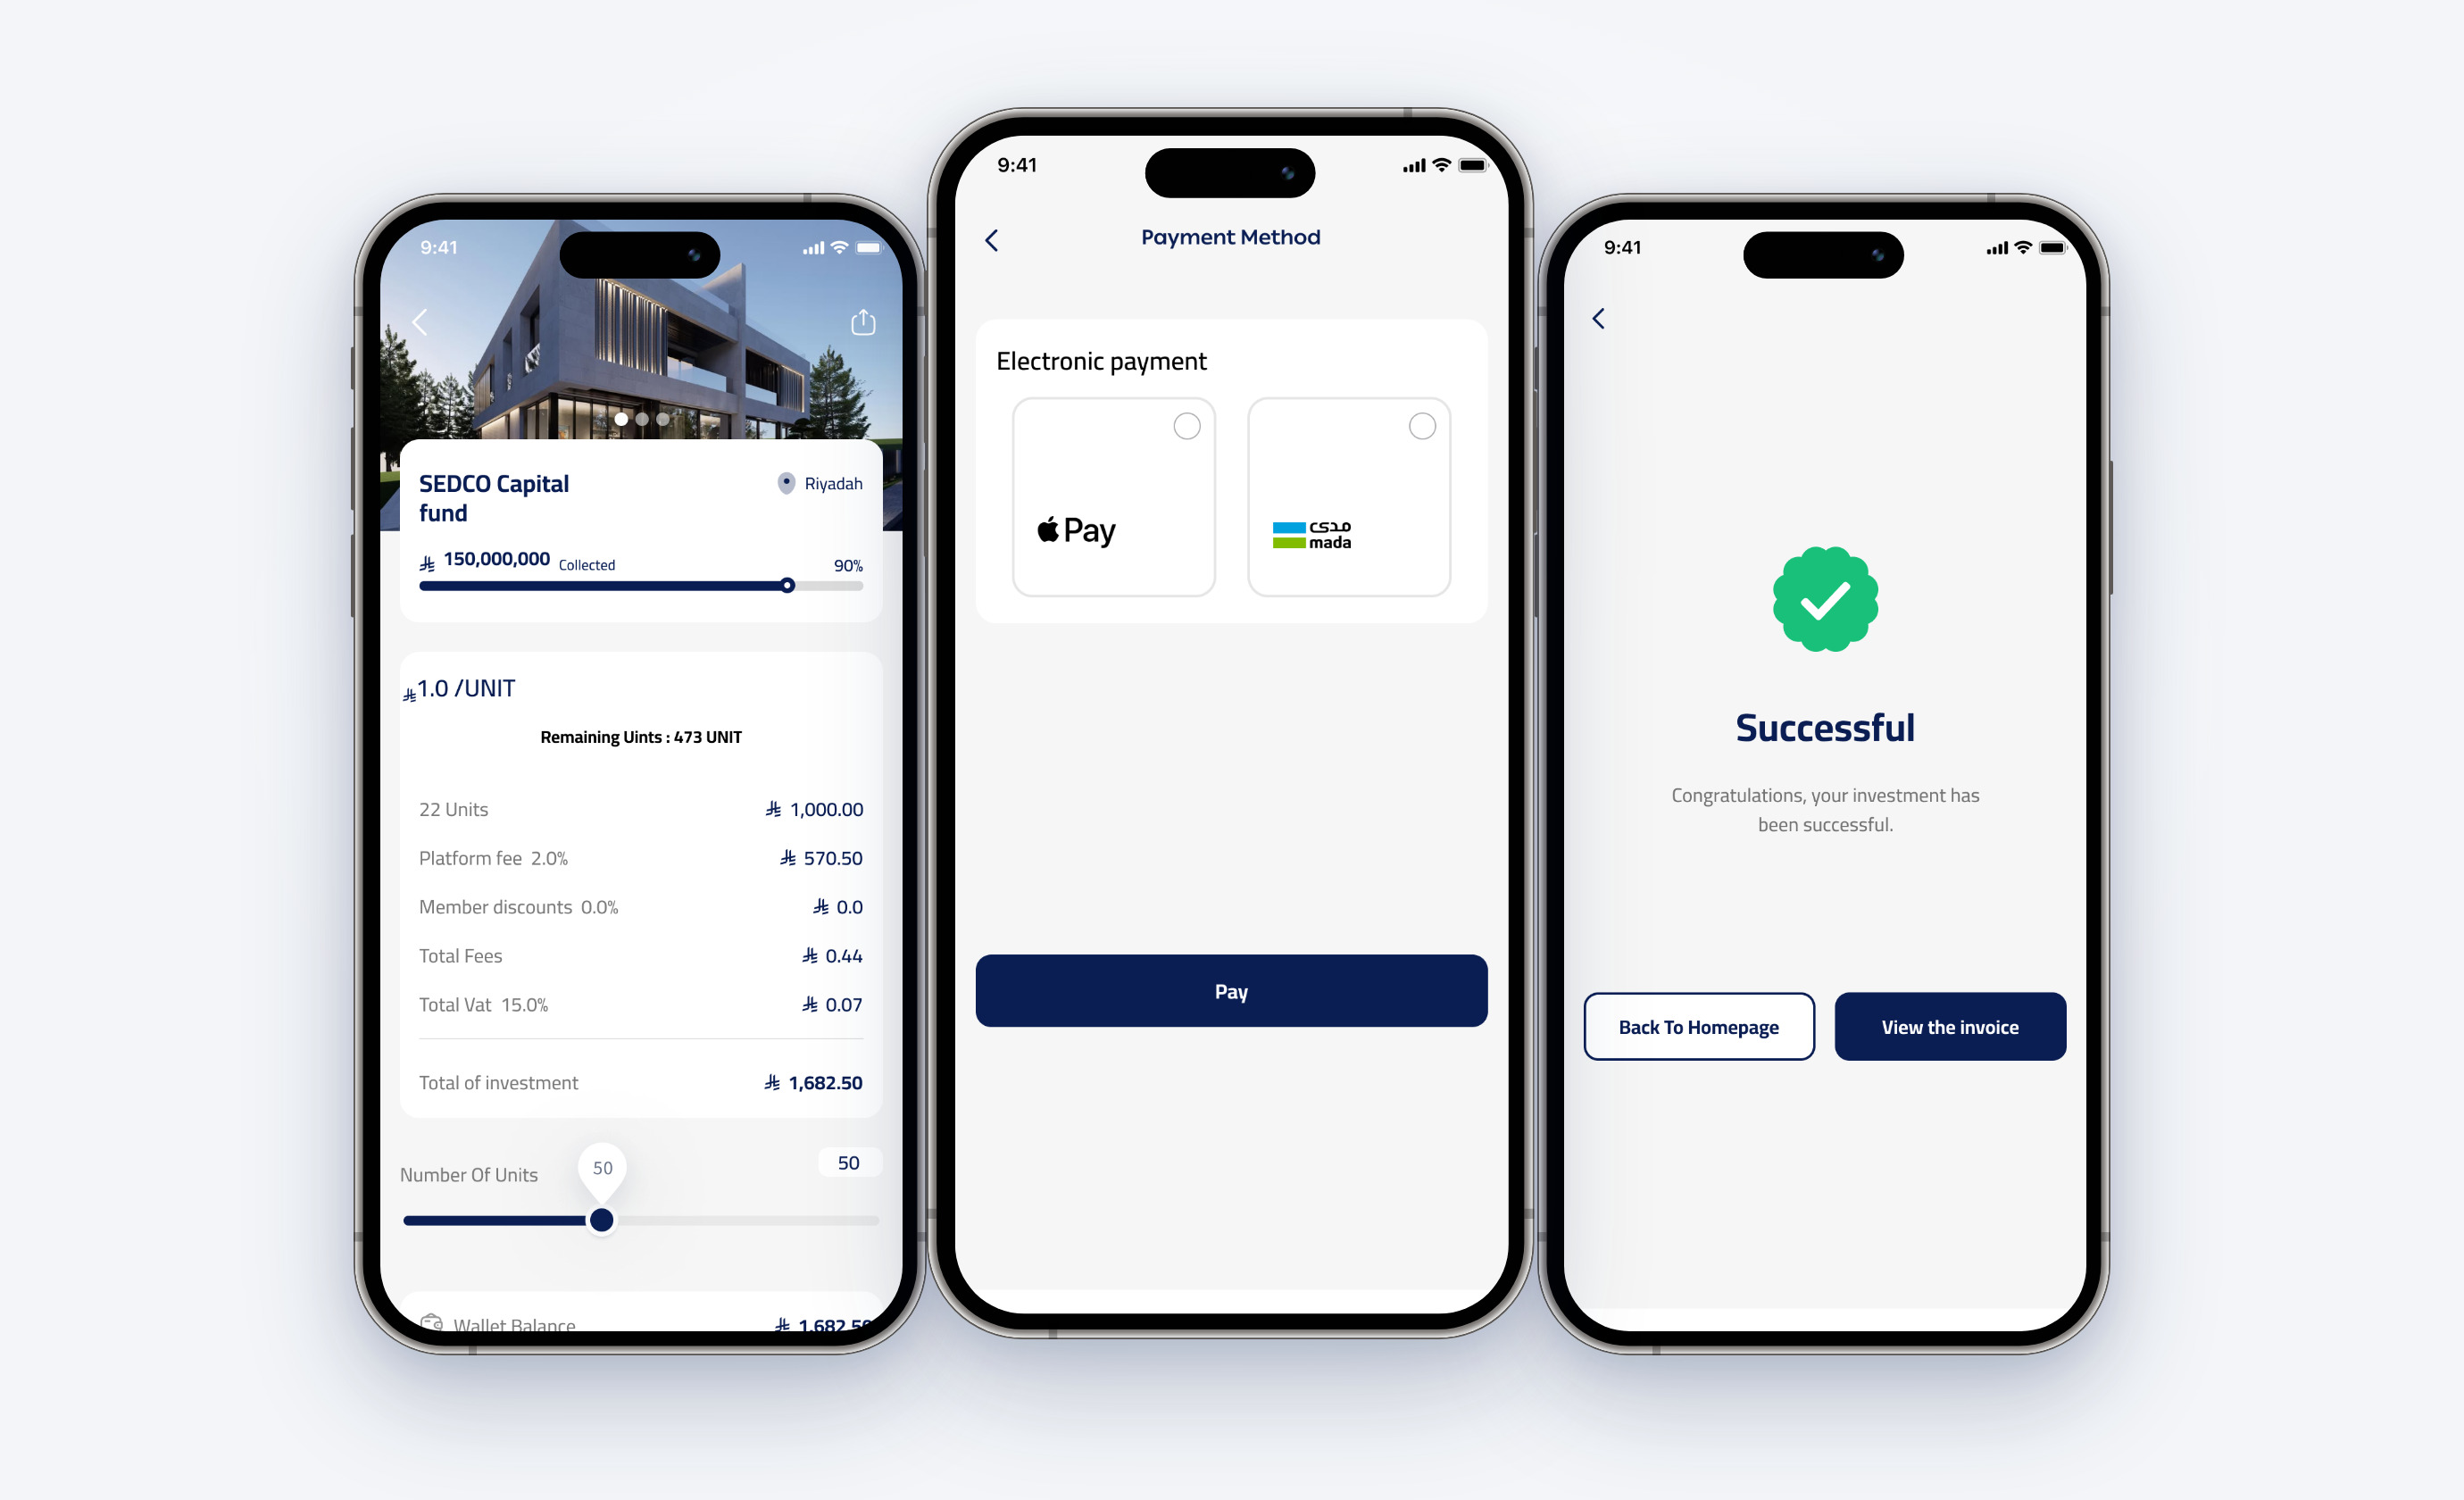 9:41
SEDCO Capital
fund
Riyadah
150,000,000 Collected
90%
1.0 /UNIT
Remaining Uints : 473 UNIT
22 Units 1,000.00
Platform fee 2.0% 570.50
Member discounts 0.0% 0.0
Total Fees 0.44
Total Vat 15.0% 0.07
Total of investment 1,682.50
Number Of Units 50 50
Wallet Balance 1,682.50
9:41
Payment Method
Electronic payment
Pay
مدى
mada
Pay
9:41
Successful
Congratulations, your investment has
been successful.
Back To Homepage
View the invoice